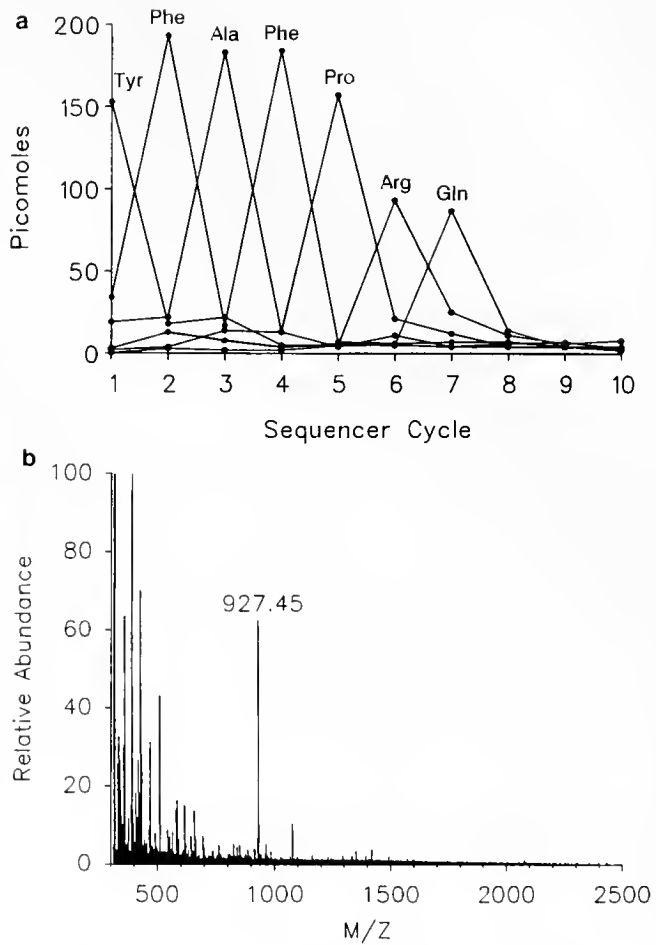 a
200
150
100
50
0
Picomoles
Tyr
Phe
Ala
Phe
Pro
Arg
Gln
1 2 3 4 5 6 7 8 9 10
Sequencer Cycle
b
100
80
60
40
20
0
Relative Abundance
927.45
500 1000 1500 2000 2500
M/Z